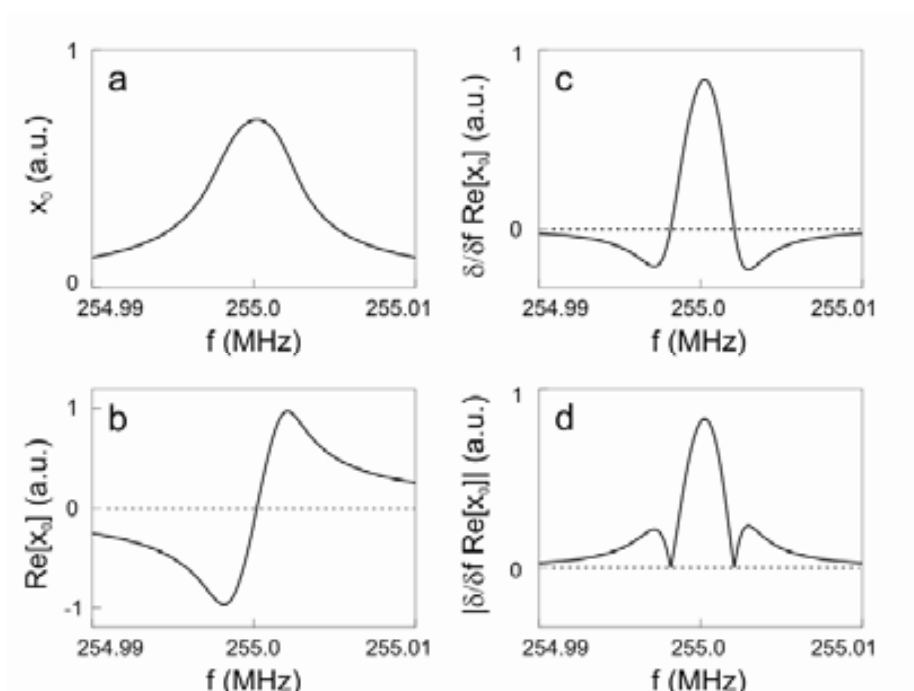 a
1
x₀ (a.u.)
0
254.99 255.0 255.01
f (MHz)
c
1
δ/δf Re[x₀] (a.u.)
0
254.99 255.0 255.01
f (MHz)
b
1
Re[x₀] (a.u.)
0
-1
254.99 255.0 255.01
f (MHz)
d
1
|δ/δf Re[x₀]| (a.u.)
0
254.99 255.0 255.01
f (MHz)